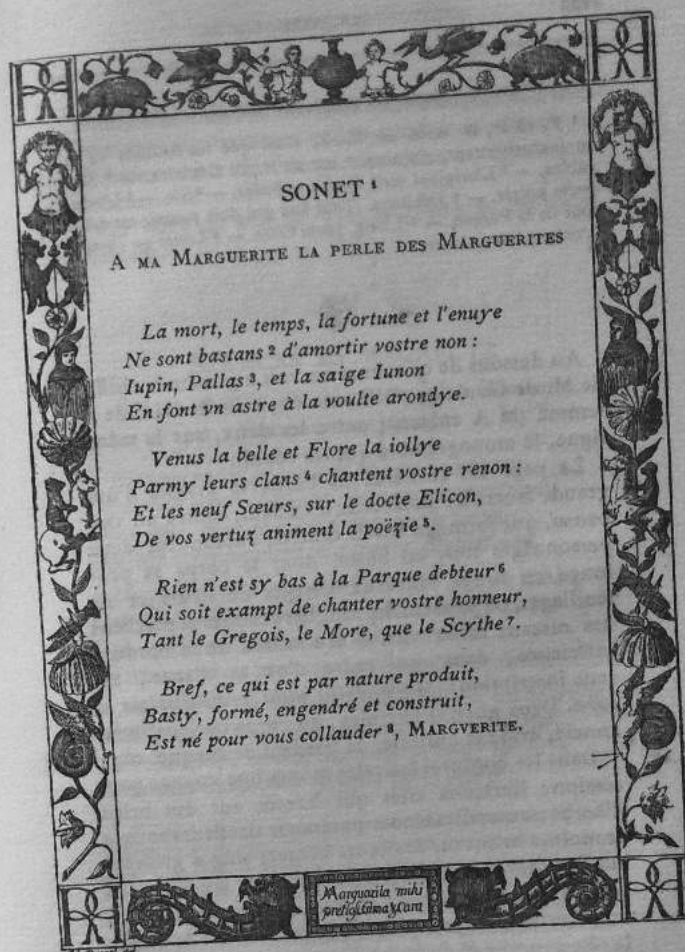 SONET ¹
A MA MARGUERITE LA PERLE DES MARGUERITES
La mort, le temps, la fortune et l'enuye
Ne sont bastans ² d'amortir vostre non :
Iupin, Pallas ³, et la saige Iunon
En font vn astre à la voulte arondye.
Venus la belle et Flore la iollye
Parmy leurs clans ⁴ chantent vostre renon :
Et les neuf Sœurs, sur le docte Elicon,
De vos vertuz animent la poëzie ⁵.
Rien n'est sy bas à la Parque debteur ⁶
Qui soit exampt de chanter vostre honneur,
Tant le Gregois, le More, que le Scythe ⁷.
Bref, ce qui est par nature produit,
Basty, formé, engendré et construit,
Est né pour vous collauder ⁸, MARGVERITE.
Marguarita mihi